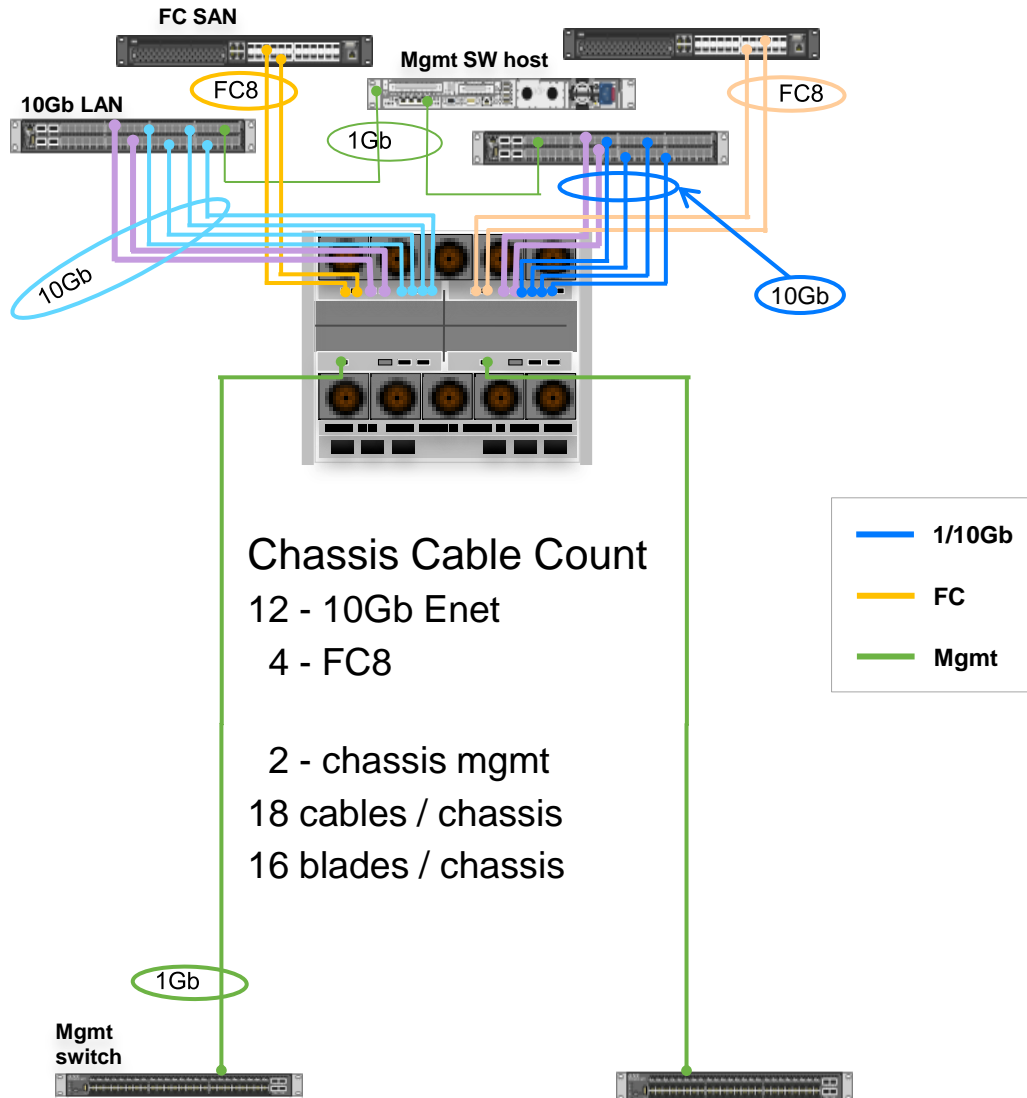 FC SAN
Mgmt SW host
FC8
FC8
10Gb LAN
1Gb
10Gb
10Gb
Chassis Cable Count
12 - 10Gb Enet
4 - FC8
2 - chassis mgmt
18 cables / chassis
16 blades / chassis
1/10Gb
FC
Mgmt
1Gb
Mgmt
switch